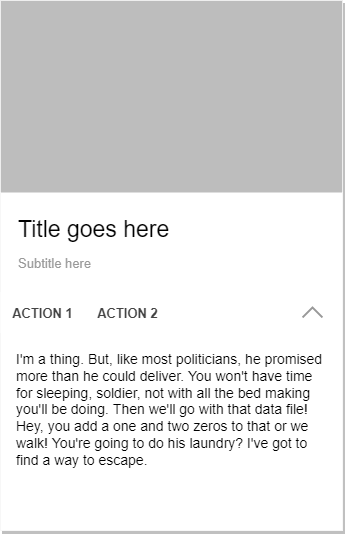 Title goes here
Subtitle here
ACTION 1 ACTION 2
I'm a thing. But, like most politicians, he promised
more than he could deliver. You won't have time
for sleeping, soldier, not with all the bed making
you'll be doing. Then we'll go with that data file!
Hey, you add a one and two zeros to that or we
walk! You're going to do his laundry? I've got to
find a way to escape.